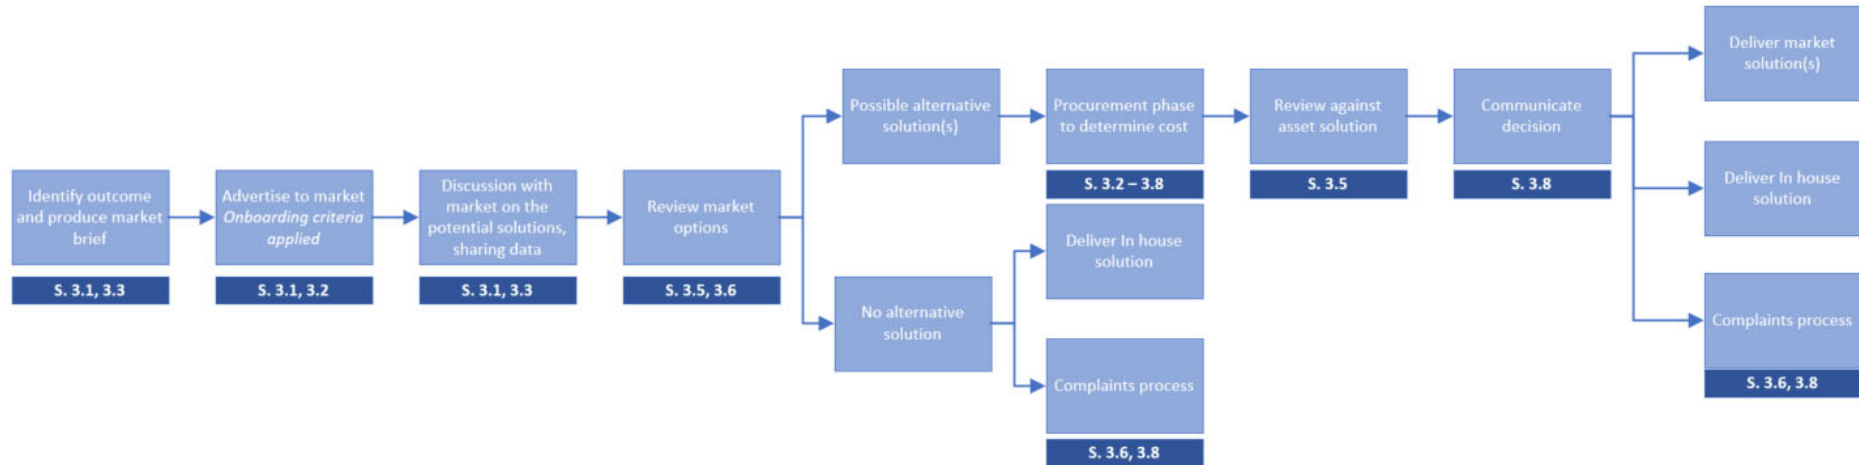 Identify outcome
and produce market
brief
S. 3.1, 3.3
Advertise to market
Onboarding criteria
applied
S. 3.1, 3.2
Discussion with
market on the
potential solutions,
sharing data
S. 3.1, 3.3
Review market
options
S. 3.5, 3.6
Possible alternative
solution(s)
Procurement phase
to determine cost
S. 3.2 – 3.8
Review against
asset solution
S. 3.5
Communicate
decision
S. 3.8
No alternative
solution
Deliver In house
solution
Complaints process
S. 3.6, 3.8
Deliver market
solution(s)
Deliver In house
solution
Complaints process
S. 3.6, 3.8